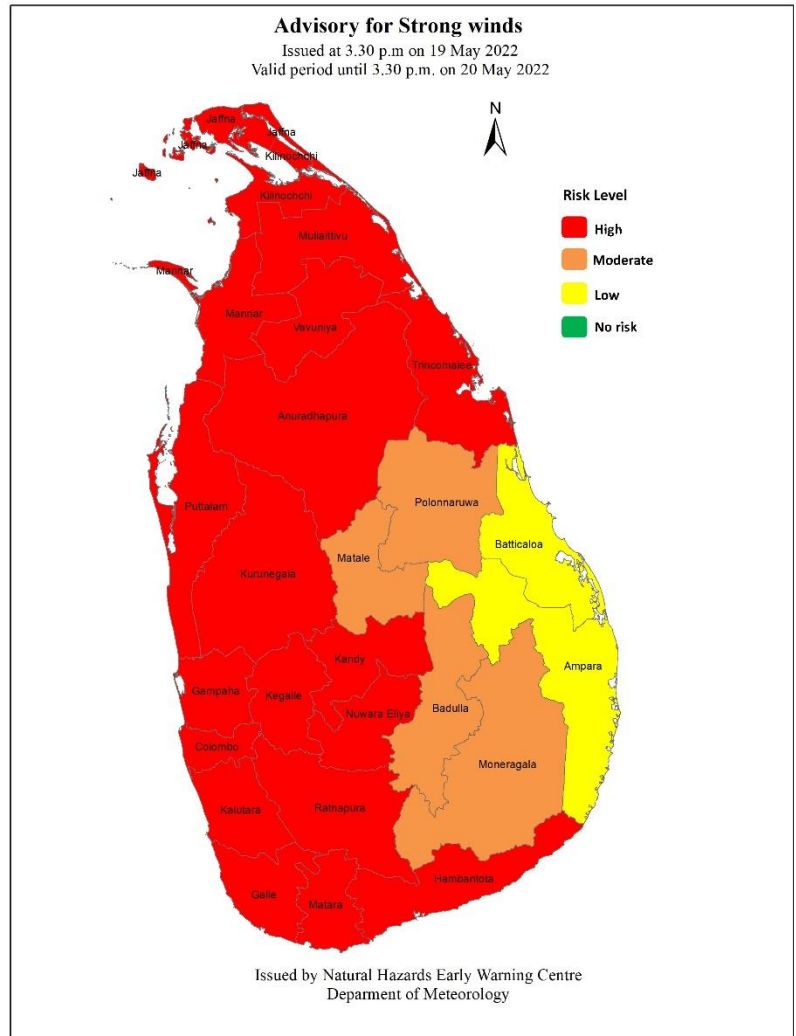 Advisory for Strong winds
Issued at 3.30 p.m on 19 May 2022
Valid period until 3.30 p.m. on 20 May 2022
N
Risk Level
High
Moderate
Low
No risk
Jaffna
Jaffna
Jaffna
Kilinochchi
Jaffna
Kilinochchi
Mullaittivu
Mannar
Mannar
Vavuniya
Trincomalee
Anuradhapura
Polonnaruwa
Puttalam
Batticaloa
Matale
Kurunegala
Kandy
Ampara
Gampaha
Kegalle
Nuwara Eliya
Badulla
Colombo
Moneragala
Kalutara
Ratnapura
Hambantota
Galle
Matara
Issued by Natural Hazards Early Warning Centre
Deparment of Meteorology